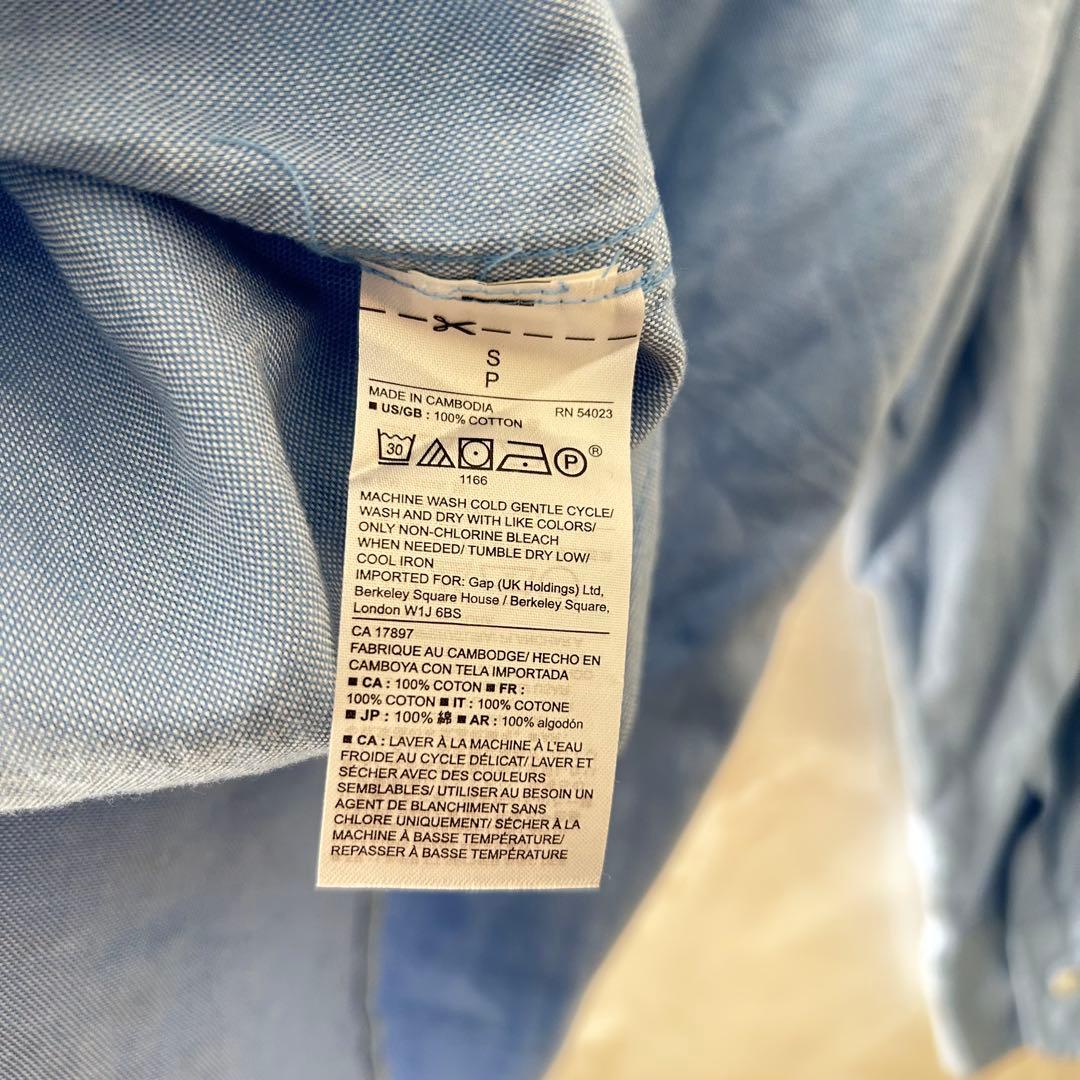 S
P
MADE IN CAMBODIA RN 54023
■ US/GB : 100% COTTON
30 P ®
1166
MACHINE WASH COLD GENTLE CYCLE/
WASH AND DRY WITH LIKE COLORS/
ONLY NON-CHLORINE BLEACH
WHEN NEEDED/ TUMBLE DRY LOW/
COOL IRON
IMPORTED FOR: Gap (UK Holdings) Ltd,
Berkeley Square House / Berkeley Square,
London W1J 6BS
CA 17897
FABRIQUE AU CAMBODGE/ HECHO EN
CAMBOYA CON TELA IMPORTADA
■ CA : 100% COTON ■ FR :
100% COTON ■ IT : 100% COTONE
■ JP : 100% 綿 ■ AR : 100% algodón
■ CA : LAVER À LA MACHINE À L'EAU
FROIDE AU CYCLE DÉLICAT/ LAVER ET
SÉCHER AVEC DES COULEURS
SEMBLABLES/ UTILISER AU BESOIN UN
AGENT DE BLANCHIMENT SANS
CHLORE UNIQUEMENT/ SÉCHER À LA
MACHINE À BASSE TEMPÉRATURE/
REPASSER À BASSE TEMPÉRATURE